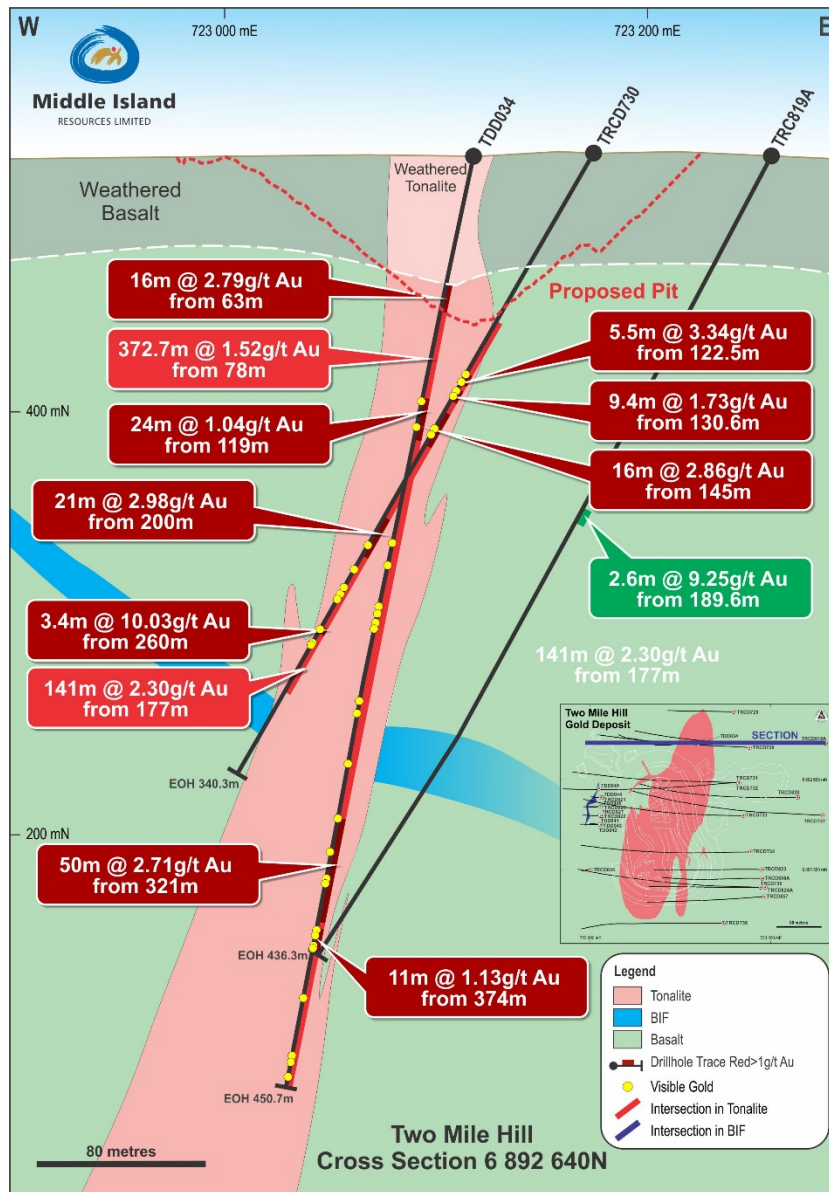 W
723 000 mE
723 200 mE
E
Middle Island
RESOURCES LIMITED
TDD034
TRCD730
TRC819A
Weathered
Basalt
Weathered
Tonalite
Proposed Pit
16m @ 2.79g/t Au
from 63m
372.7m @ 1.52g/t Au
from 78m
24m @ 1.04g/t Au
from 119m
5.5m @ 3.34g/t Au
from 122.5m
9.4m @ 1.73g/t Au
from 130.6m
16m @ 2.86g/t Au
from 145m
400 mN
21m @ 2.98g/t Au
from 200m
2.6m @ 9.25g/t Au
from 189.6m
3.4m @ 10.03g/t Au
from 260m
141m @ 2.30g/t Au
from 177m
141m @ 2.30g/t Au
from 177m
EOH 340.3m
200 mN
50m @ 2.71g/t Au
from 321m
EOH 436.3m
11m @ 1.13g/t Au
from 374m
EOH 450.7m
80 metres
Two Mile Hill
Cross Section 6 892 640N
Two Mile Hill
Gold Deposit
SECTION
Legend
Tonalite
BIF
Basalt
Drillhole Trace Red>1g/t Au
Visible Gold
Intersection in Tonalite
Intersection in BIF